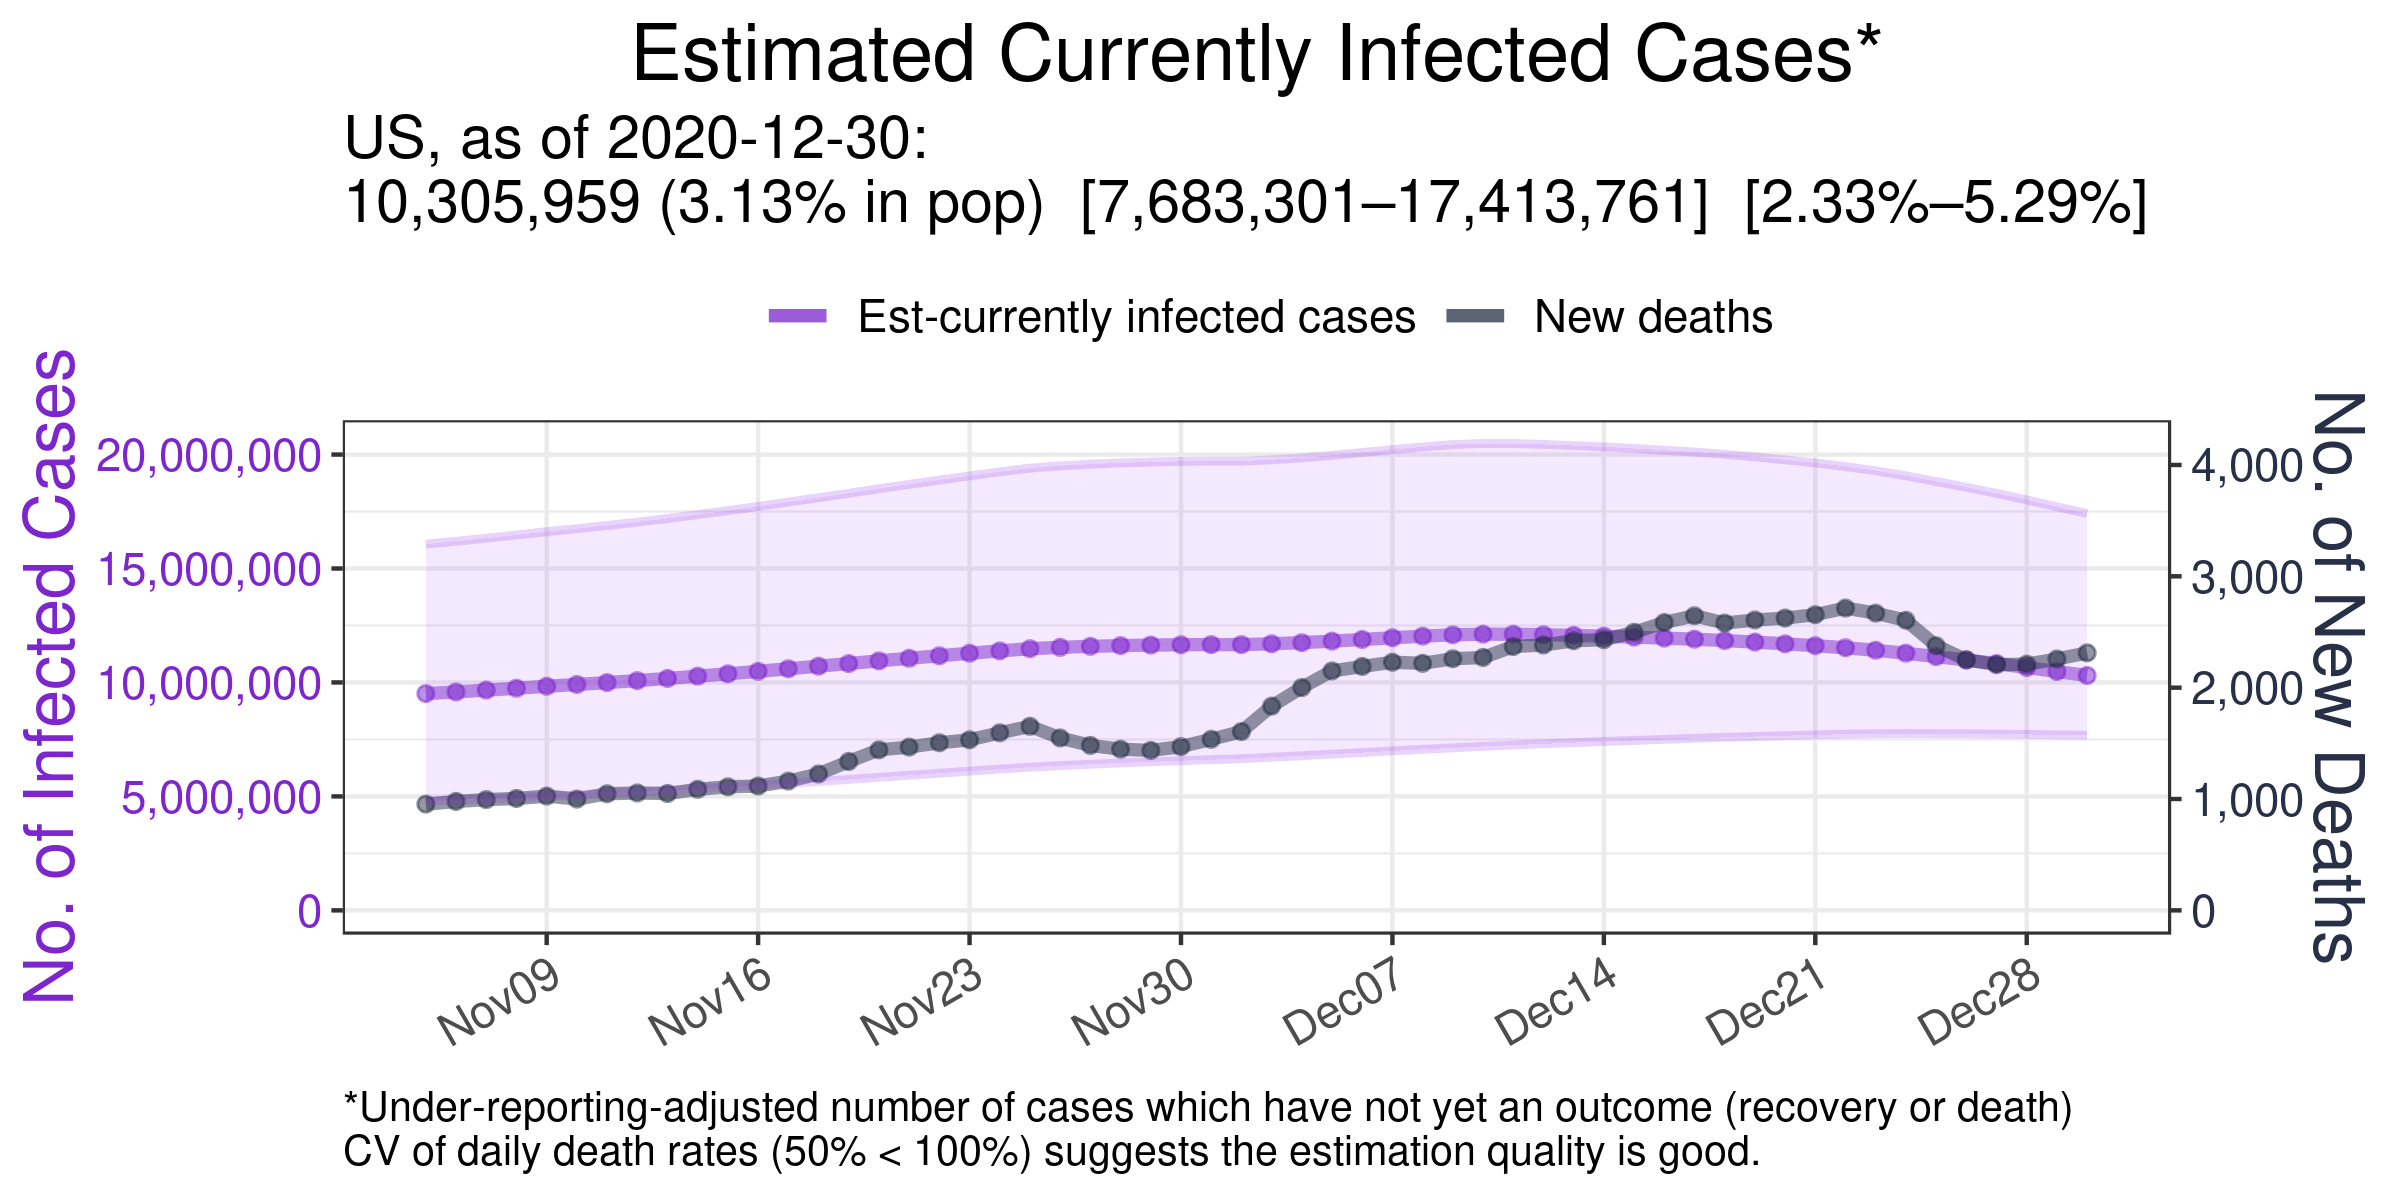 Estimated Currently Infected Cases*
US, as of 2020-12-30:
10,305,959 (3.13% in pop) [7,683,301–17,413,761] [2.33%–5.29%]
Est-currently infected cases
New deaths
No. of Infected Cases
20,000,000
15,000,000
10,000,000
5,000,000
0
4,000
3,000
2,000
1,000
0
No. of New Deaths
Nov09
Nov16
Nov23
Nov30
Dec07
Dec14
Dec21
Dec28
*Under-reporting-adjusted number of cases which have not yet an outcome (recovery or death)
CV of daily death rates (50% < 100%) suggests the estimation quality is good.